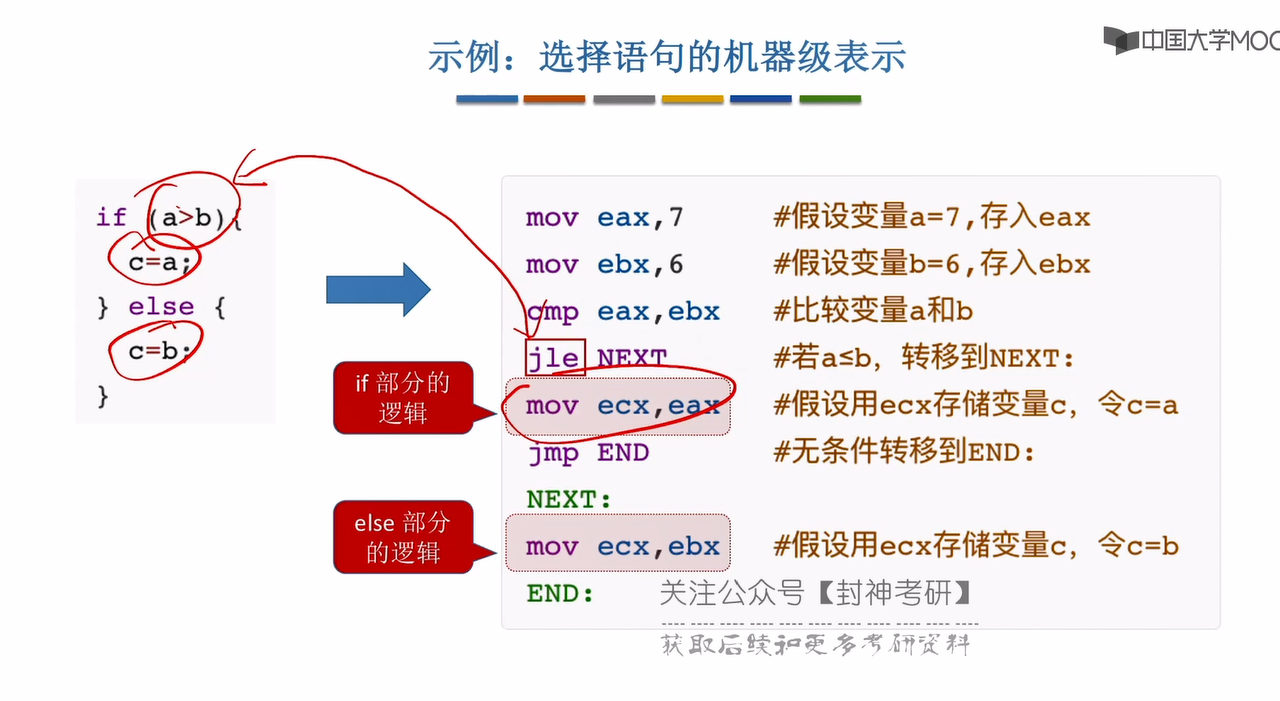 示例：选择语句的机器级表示
中国大学MOO
if (a>b){
c=a;
} else {
c=b;
}
if 部分的
逻辑
else 部分
的逻辑
mov eax,7 #假设变量a=7,存入eax
mov ebx,6 #假设变量b=6,存入ebx
cmp eax,ebx #比较变量a和b
jle NEXT #若a≤b，转移到NEXT:
mov ecx,eax #假设用ecx存储变量c，令c=a
jmp END #无条件转移到END:
NEXT:
mov ecx,ebx #假设用ecx存储变量c，令c=b
END:
关注公众号【封神考研】
获取后续和更多考研资料